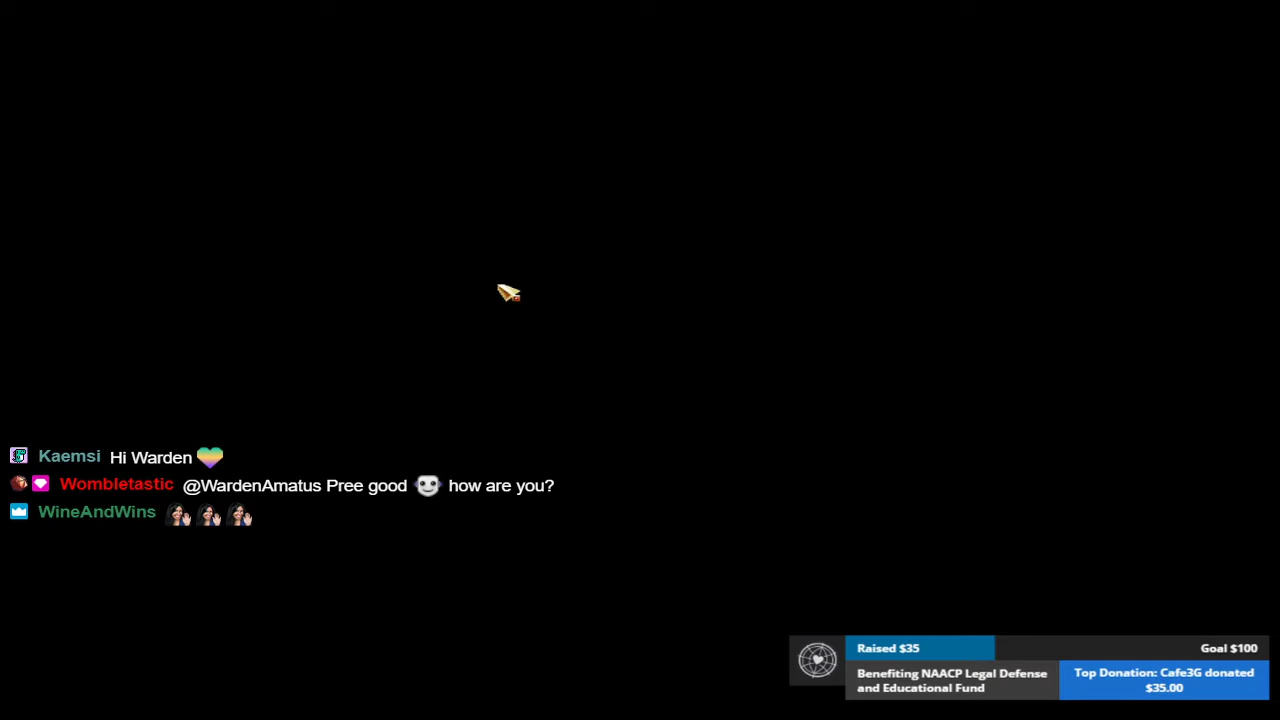 Kaemsi Hi Warden
Wombletastic @WardenAmatus Pree good how are you?
WineAndWins
Raised $35 Goal $100
Benefiting NAACP Legal Defense
and Educational Fund
Top Donation: Cafe3G donated
$35.00